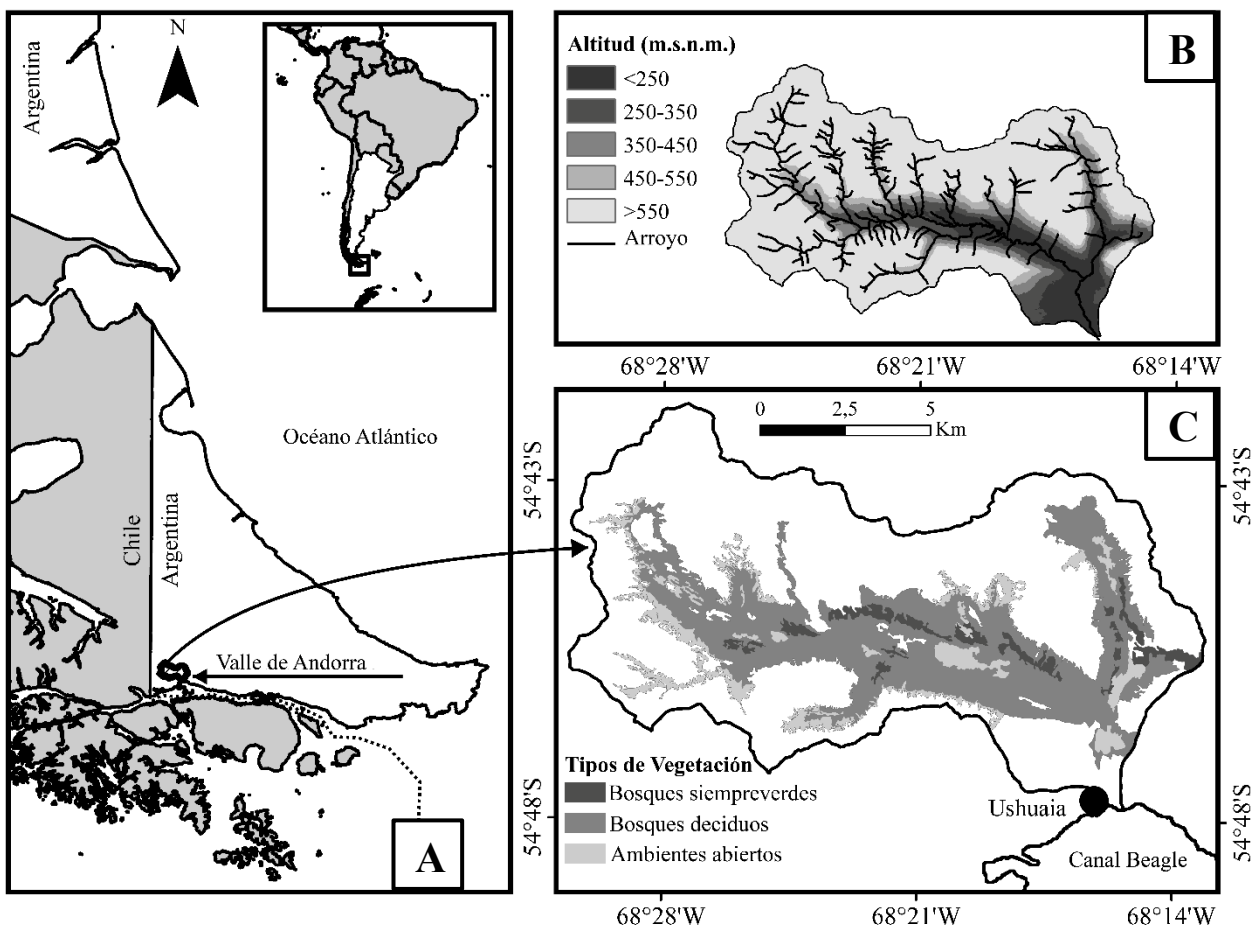 Argentina
N
Océano Atlántico
Chile
Argentina
Valle de Andorra
A
B
Altitud (m.s.n.m.)
<250
250-350
350-450
450-550
>550
Arroyo
68°28'W
68°21'W
68°14'W
C
0
2,5
5
Km
54°43'S
54°43'S
Tipos de Vegetación
Bosques siempreverdes
Bosques deciduos
Ambientes abiertos
Ushuaia
Canal Beagle
54°48'S
54°48'S
68°28'W
68°21'W
68°14'W